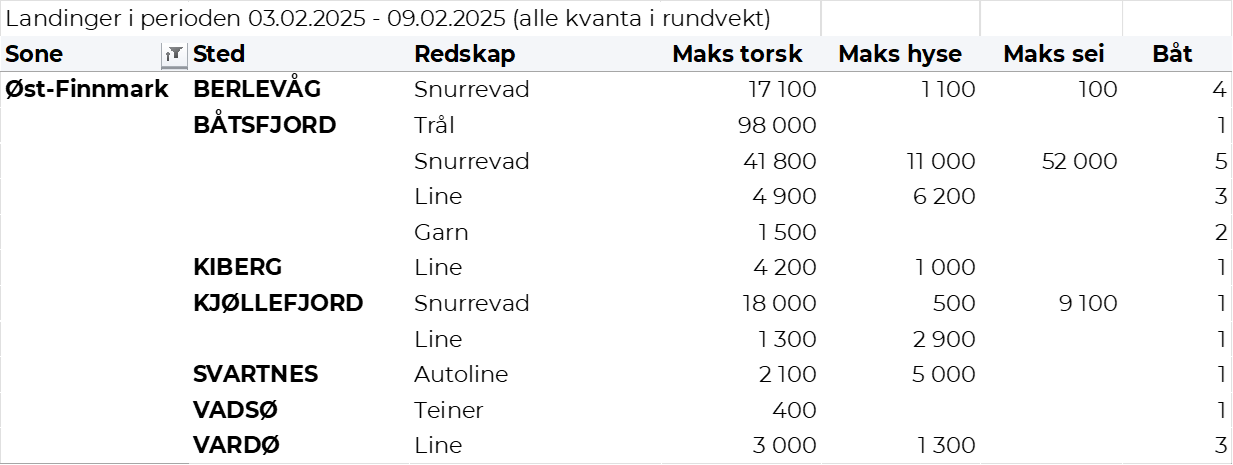 Landinger i perioden 03.02.2025 - 09.02.2025 (alle kvanta i rundvekt)
Sone Sted Redskap Maks torsk Maks hyse Maks sei Båt
Øst-Finnmark BERLEVÅG Snurrevad 17 100 1 100 100 4
BÅTSFJORD Trål 98 000 1
Snurrevad 41 800 11 000 52 000 5
Line 4 900 6 200 3
Garn 1 500 2
KIBERG Line 4 200 1 000 1
KJØLLEFJORD Snurrevad 18 000 500 9 100 1
Line 1 300 2 900 1
SVARTNES Autoline 2 100 5 000 1
VADSØ Teiner 400 1
VARDØ Line 3 000 1 300 3